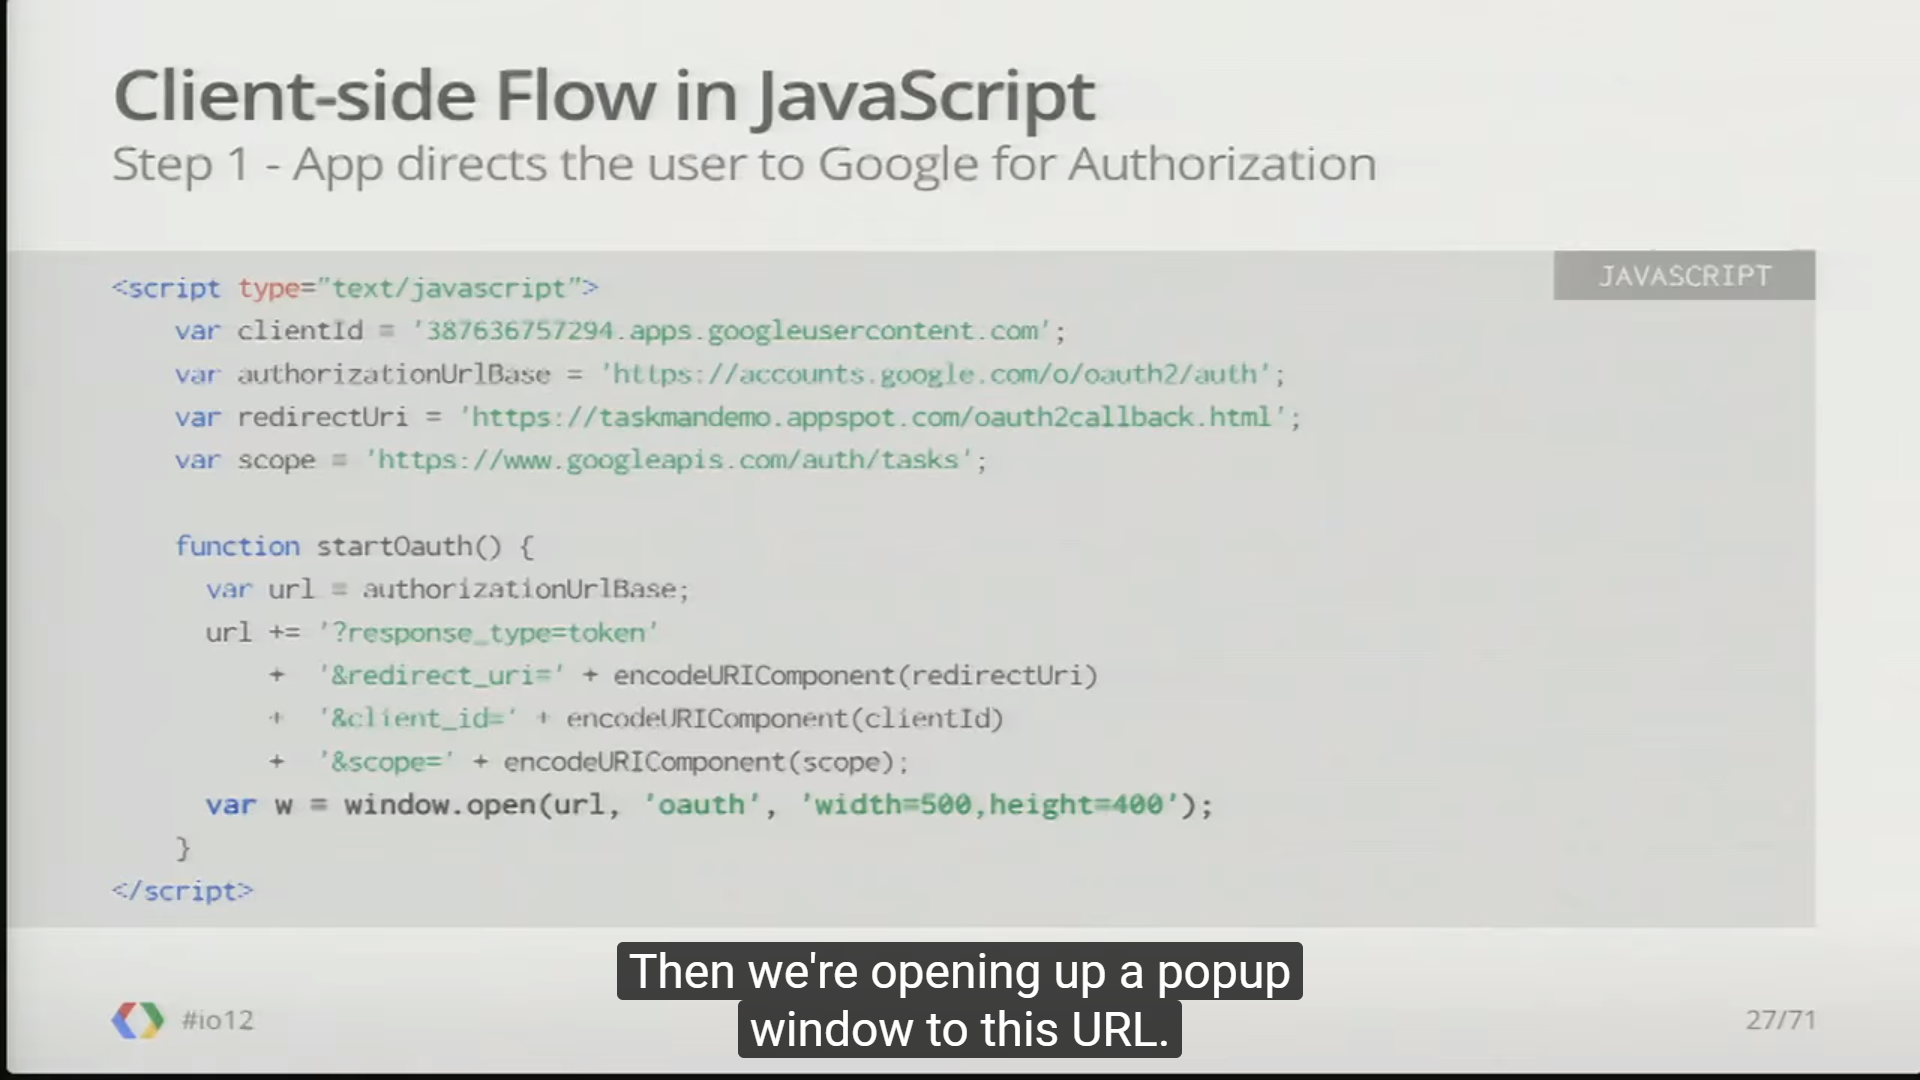 Client-side Flow in JavaScript
Step 1 - App directs the user to Google for Authorization
JAVASCRIPT
<script type="text/javascript">
var clientId = '387636757294.apps.googleusercontent.com';
var authorizationUrlBase = 'https://accounts.google.com/o/oauth2/auth';
var redirectUri = 'https://taskmandemo.appspot.com/oauth2callback.html';
var scope = 'https://www.googleapis.com/auth/tasks';
function startOauth() {
var url = authorizationUrlBase;
url += '?response_type=token'
+ '&redirect_uri=' + encodeURIComponent(redirectUri)
+ '&client_id=' + encodeURIComponent(clientId)
+ '&scope=' + encodeURIComponent(scope);
var w = window.open(url, 'oauth', 'width=500,height=400');
}
</script>
Then we're opening up a popup
window to this URL.
#io12
27/71